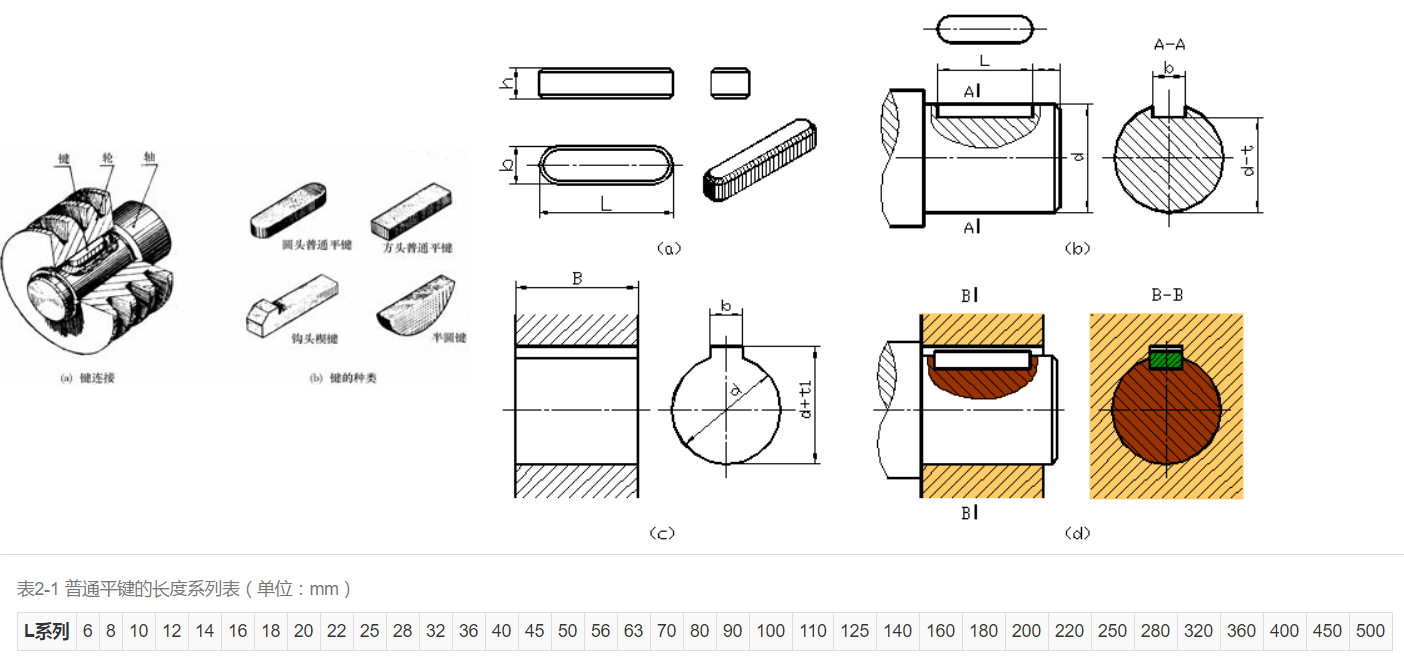 键 轮 轴
圆头普通平键
方头普通平键
钩头楔键
半圆键
(a) 键连接
(b) 键的种类
h
b
L
(a)
L
A
A
d
A-A
b
d-t
(b)
B
b
d
d+t1
(c)
B
B
B-B
(d)
表2-1 普通平键的长度系列表（单位：mm）
L系列 6 8 10 12 14 16 18 20 22 25 28 32 36 40 45 50 56 63 70 80 90 100 110 125 140 160 180 200 220 250 280 320 360 400 450 500